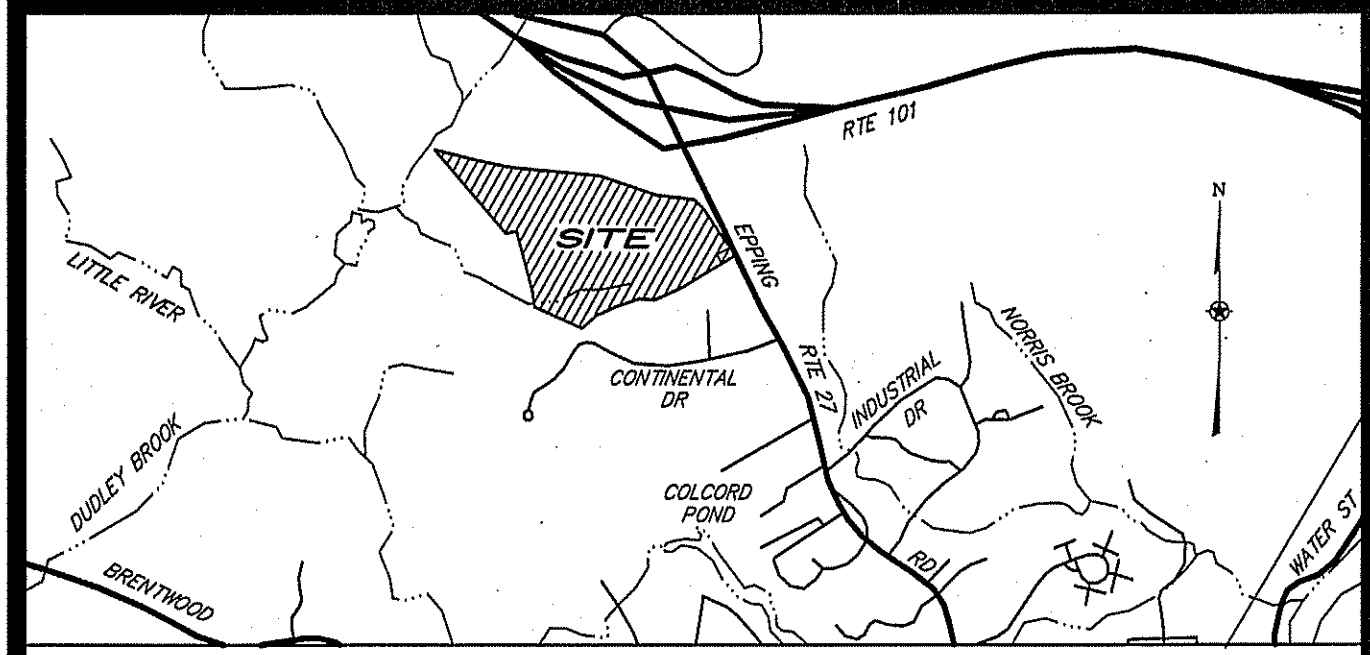 RTE 101
N
SITE
EPPING
LITTLE RIVER
NORRIS BROOK
RTE 27
INDUSTRIAL
DR
CONTINENTAL
DR
DUDLEY BROOK
COLCORD
POND
WATER ST
RD
BRENTWOOD